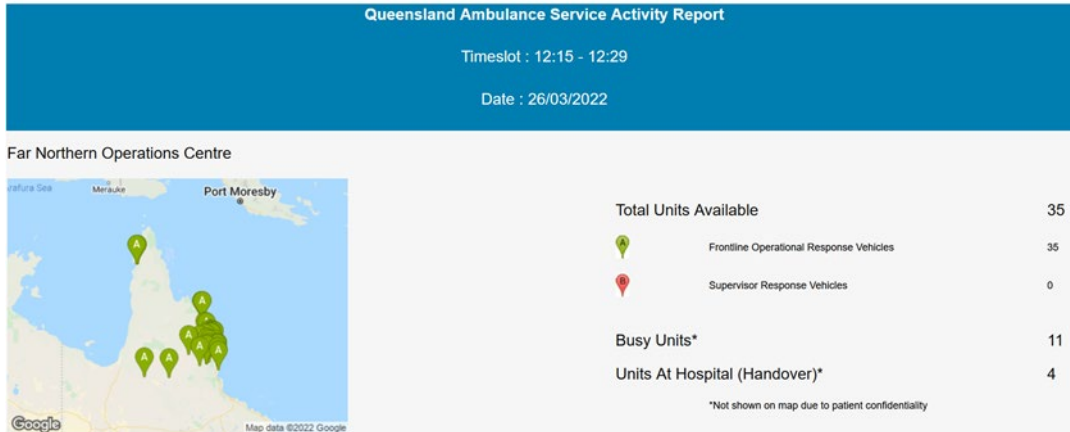 Queensland Ambulance Service Activity Report
Timeslot : 12:15 - 12:29
Date : 26/03/2022
Far Northern Operations Centre
Arafura Sea
Merauke
Port Moresby
A
A
A
A
A
A
A
Google
Map data ©2022 Google
Total Units Available 35
A Frontline Operational Response Vehicles 35
B Supervisor Response Vehicles 0
Busy Units* 11
Units At Hospital (Handover)* 4
*Not shown on map due to patient confidentiality